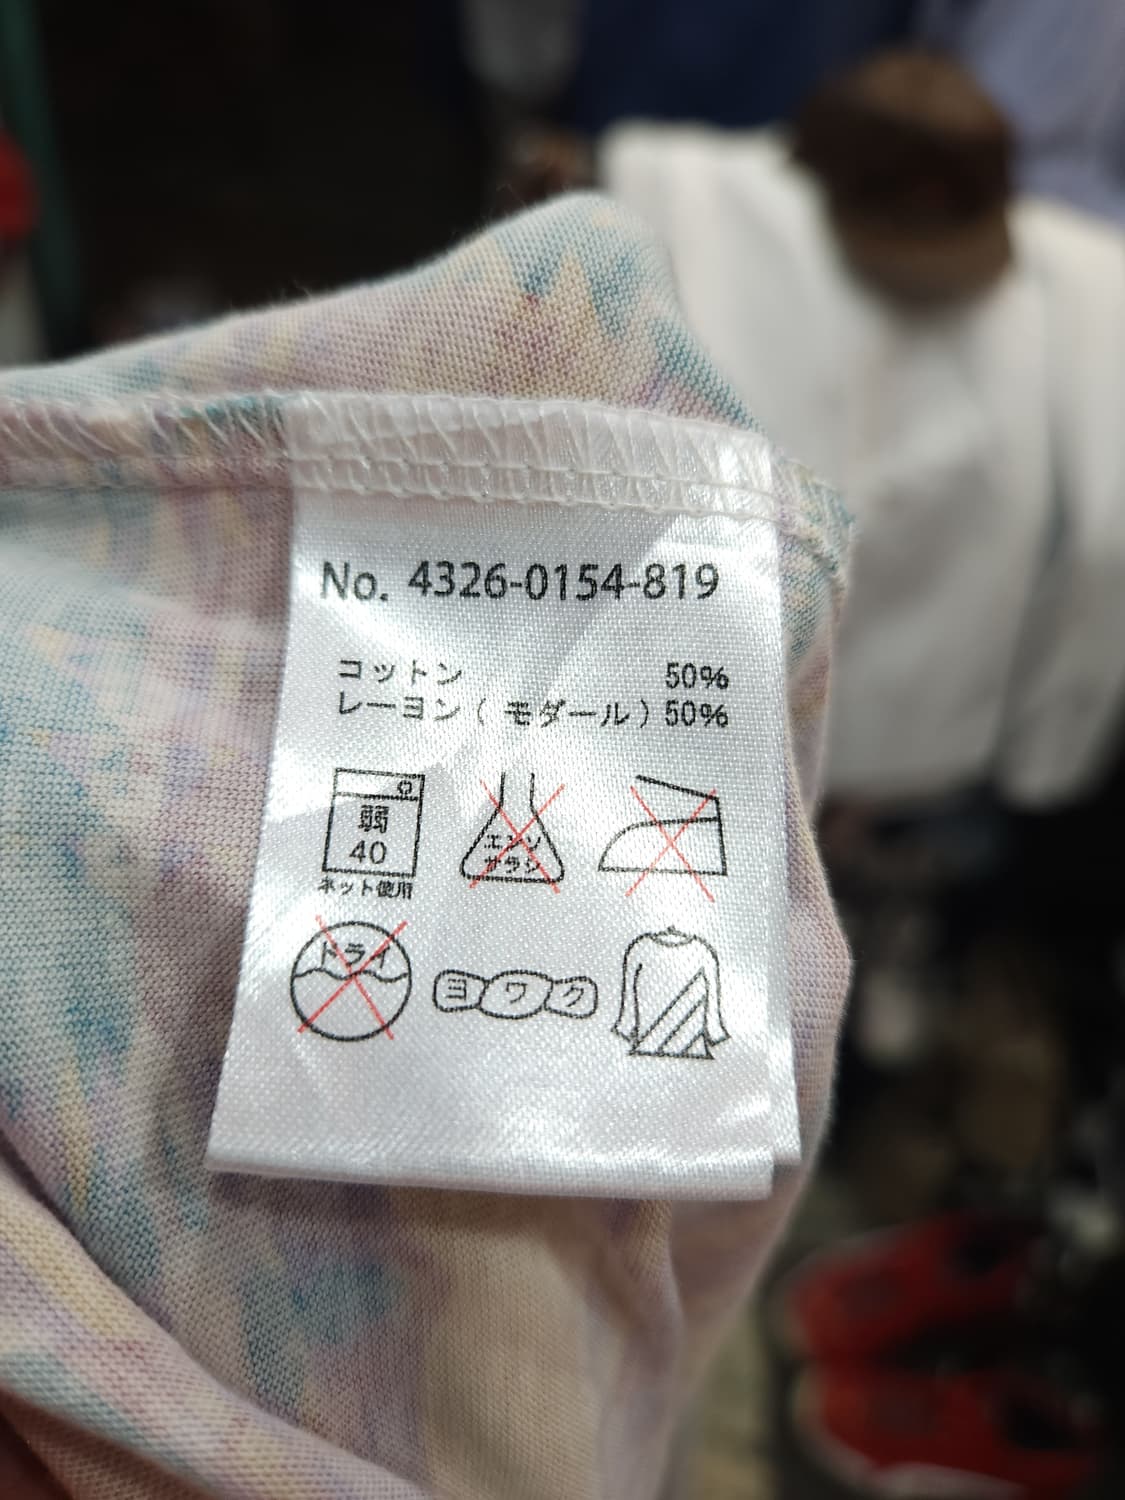 No. 4326-0154-819
コットン 50%
レーヨン ( モダール ) 50%
弱
40
ネット使用
エンソ
サラシ
ドライ
ヨワク